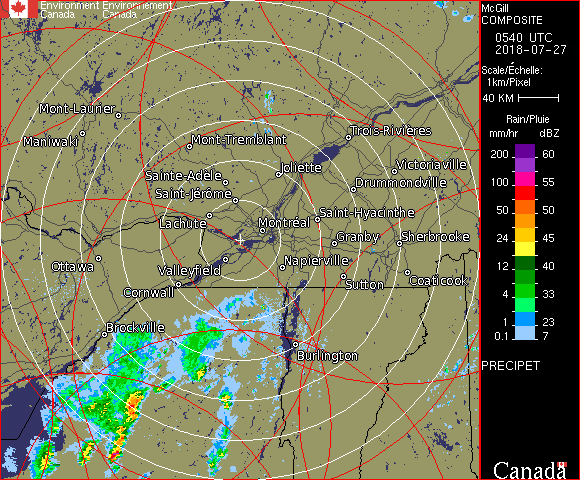 Environment Environnement
Canada Canada
McGill
COMPOSITE
0540 UTC
2018-07-27
Scale/Échelle:
1km/Pixel
40 KM
Rain/Pluie
mm/hr dBZ
200 60
100 55
50 50
24 45
12 40
4 33
1 23
0.1 7
PRECIPET
Canada
Mont-Laurier
Maniwaki
Mont-Tremblant
Trois-Rivières
Joliette
Victoriaville
Sainte-Adèle
Drummondville
Saint-Jérôme
Saint-Hyacinthe
Lachute
Montréal
Granby
Sherbrooke
Ottawa
Valleyfield
Napierville
Coaticook
Cornwall
Sutton
Brockville
Burlington